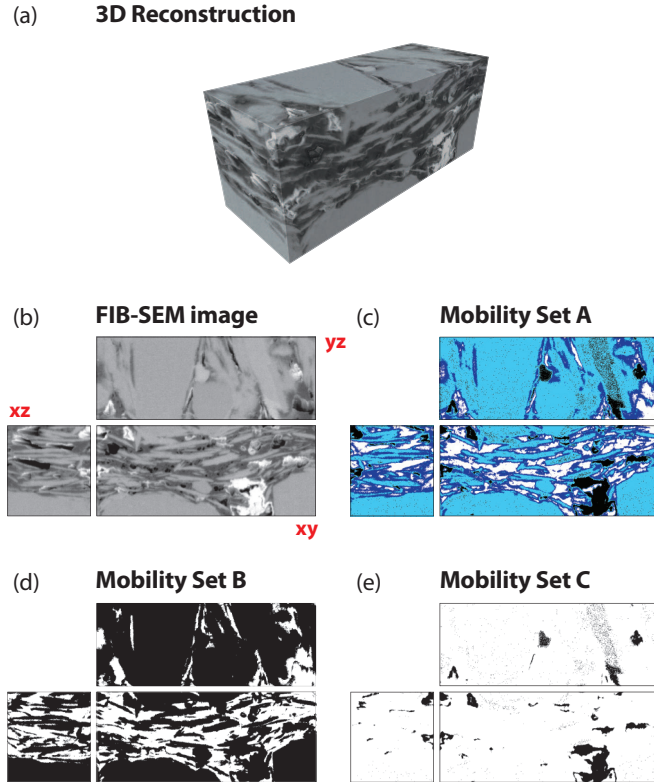 (a) 3D Reconstruction
(b) FIB-SEM image
yz
xz
xy
(c) Mobility Set A
(d) Mobility Set B
(e) Mobility Set C